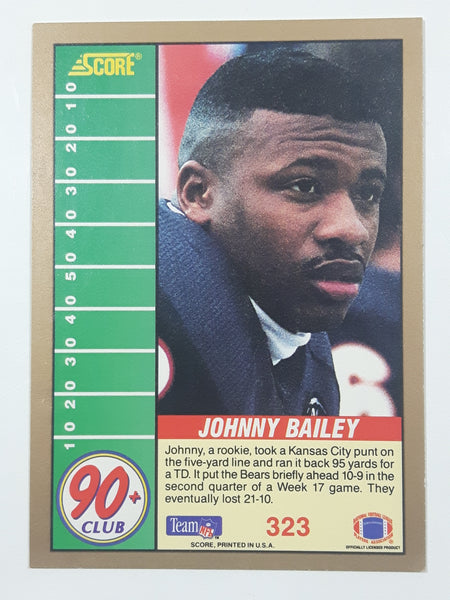 SCORE®
10 20 30 40 50 40 30 20 10
JOHNNY BAILEY
Johnny, a rookie, took a Kansas City punt on
the five-yard line and ran it back 95 yards for
a TD. It put the Bears briefly ahead 10-9 in the
second quarter of a Week 17 game. They
eventually lost 21-10.
90+
CLUB
Team NFL™
323
SCORE, PRINTED IN U.S.A.
OFFICIALLY LICENSED PRODUCT